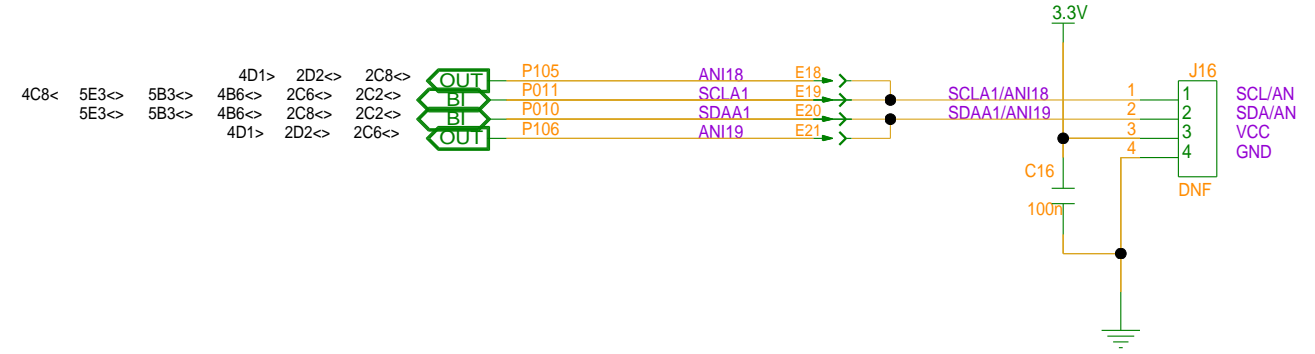 3.3V
4D1> 2D2<> 2C8<> OUT P105 ANI18 E18 J16
4C8< 5E3<> 5B3<> 4B6<> 2C6<> 2C2<> BI P011 SCLA1 E19 SCLA1/ANI18 1 1 SCL/AN
5E3<> 5B3<> 4B6<> 2C8<> 2C2<> BI P010 SDAA1 E20 SDAA1/ANI19 2 2 SDA/AN
4D1> 2D2<> 2C6<> OUT P106 ANI19 E21 3 3 VCC
4 4 GND
C16
DNF
100n